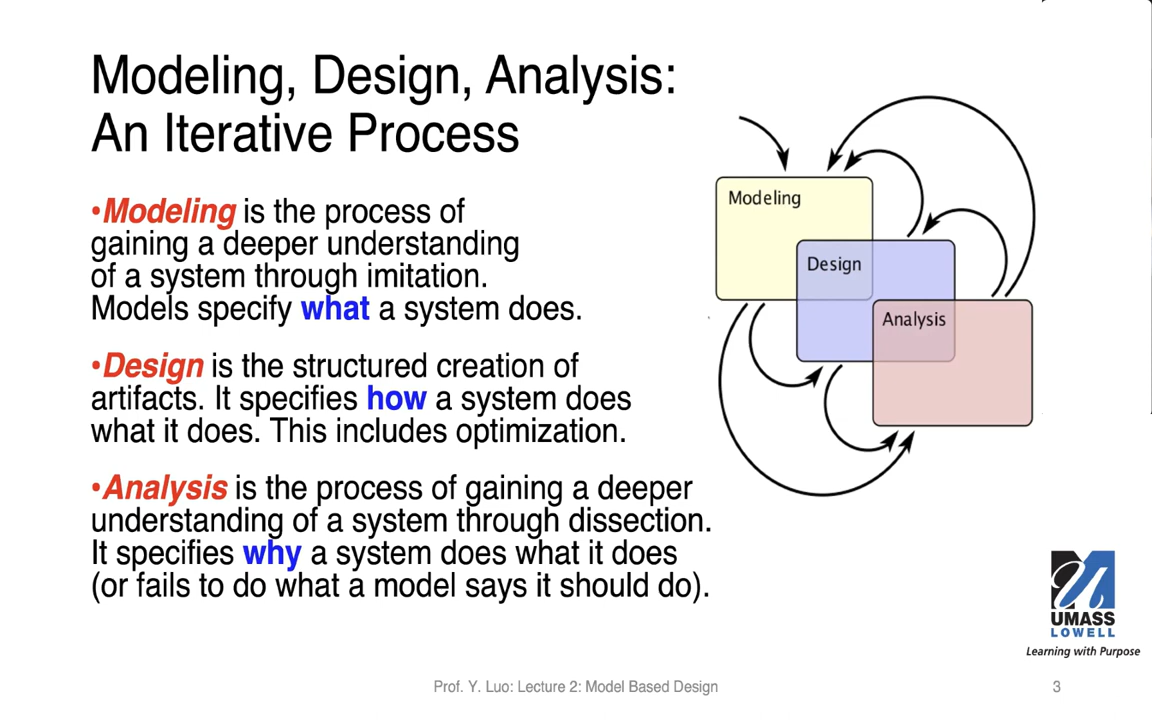 Modeling, Design, Analysis:
An Iterative Process
•Modeling is the process of
gaining a deeper understanding
of a system through imitation.
Models specify what a system does.
•Design is the structured creation of
artifacts. It specifies how a system does
what it does. This includes optimization.
•Analysis is the process of gaining a deeper
understanding of a system through dissection.
It specifies why a system does what it does
(or fails to do what a model says it should do).
Modeling
Design
Analysis
UMASS
LOWELL
Learning with Purpose
Prof. Y. Luo: Lecture 2: Model Based Design
3